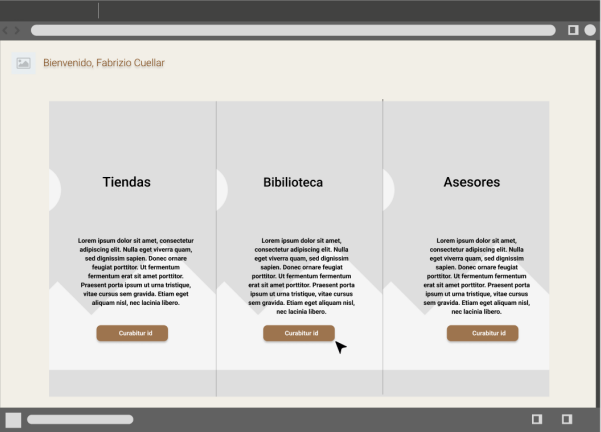 Bienvenido, Fabrizio Cuellar
Tiendas
Lorem ipsum dolor sit amet, consectetur
adipiscing elit. Nulla eget viverra quam,
sed dignissim sapien. Donec ornare
feugiat porttitor. Ut fermentum
fermentum erat sit amet porttitor.
Praesent porta ipsum ut urna tristique,
vitae cursus sem gravida. Etiam eget
aliquam nisl, nec lacinia libero.
Curabitur id
Bibilioteca
Lorem ipsum dolor sit amet,
consectetur adipiscing elit. Nulla
eget viverra quam, sed dignissim
sapien. Donec ornare feugiat
porttitor. Ut fermentum fermentum
erat sit amet porttitor. Praesent porta
ipsum ut urna tristique, vitae cursus
sem gravida. Etiam eget aliquam nisl,
nec lacinia libero.
Curabitur id
Asesores
Lorem ipsum dolor sit amet,
consectetur adipiscing elit. Nulla
eget viverra quam, sed dignissim
sapien. Donec ornare feugiat
porttitor. Ut fermentum fermentum
erat sit amet porttitor. Praesent porta
ipsum ut urna tristique, vitae cursus
sem gravida. Etiam eget aliquam nisl,
nec lacinia libero.
Curabitur id